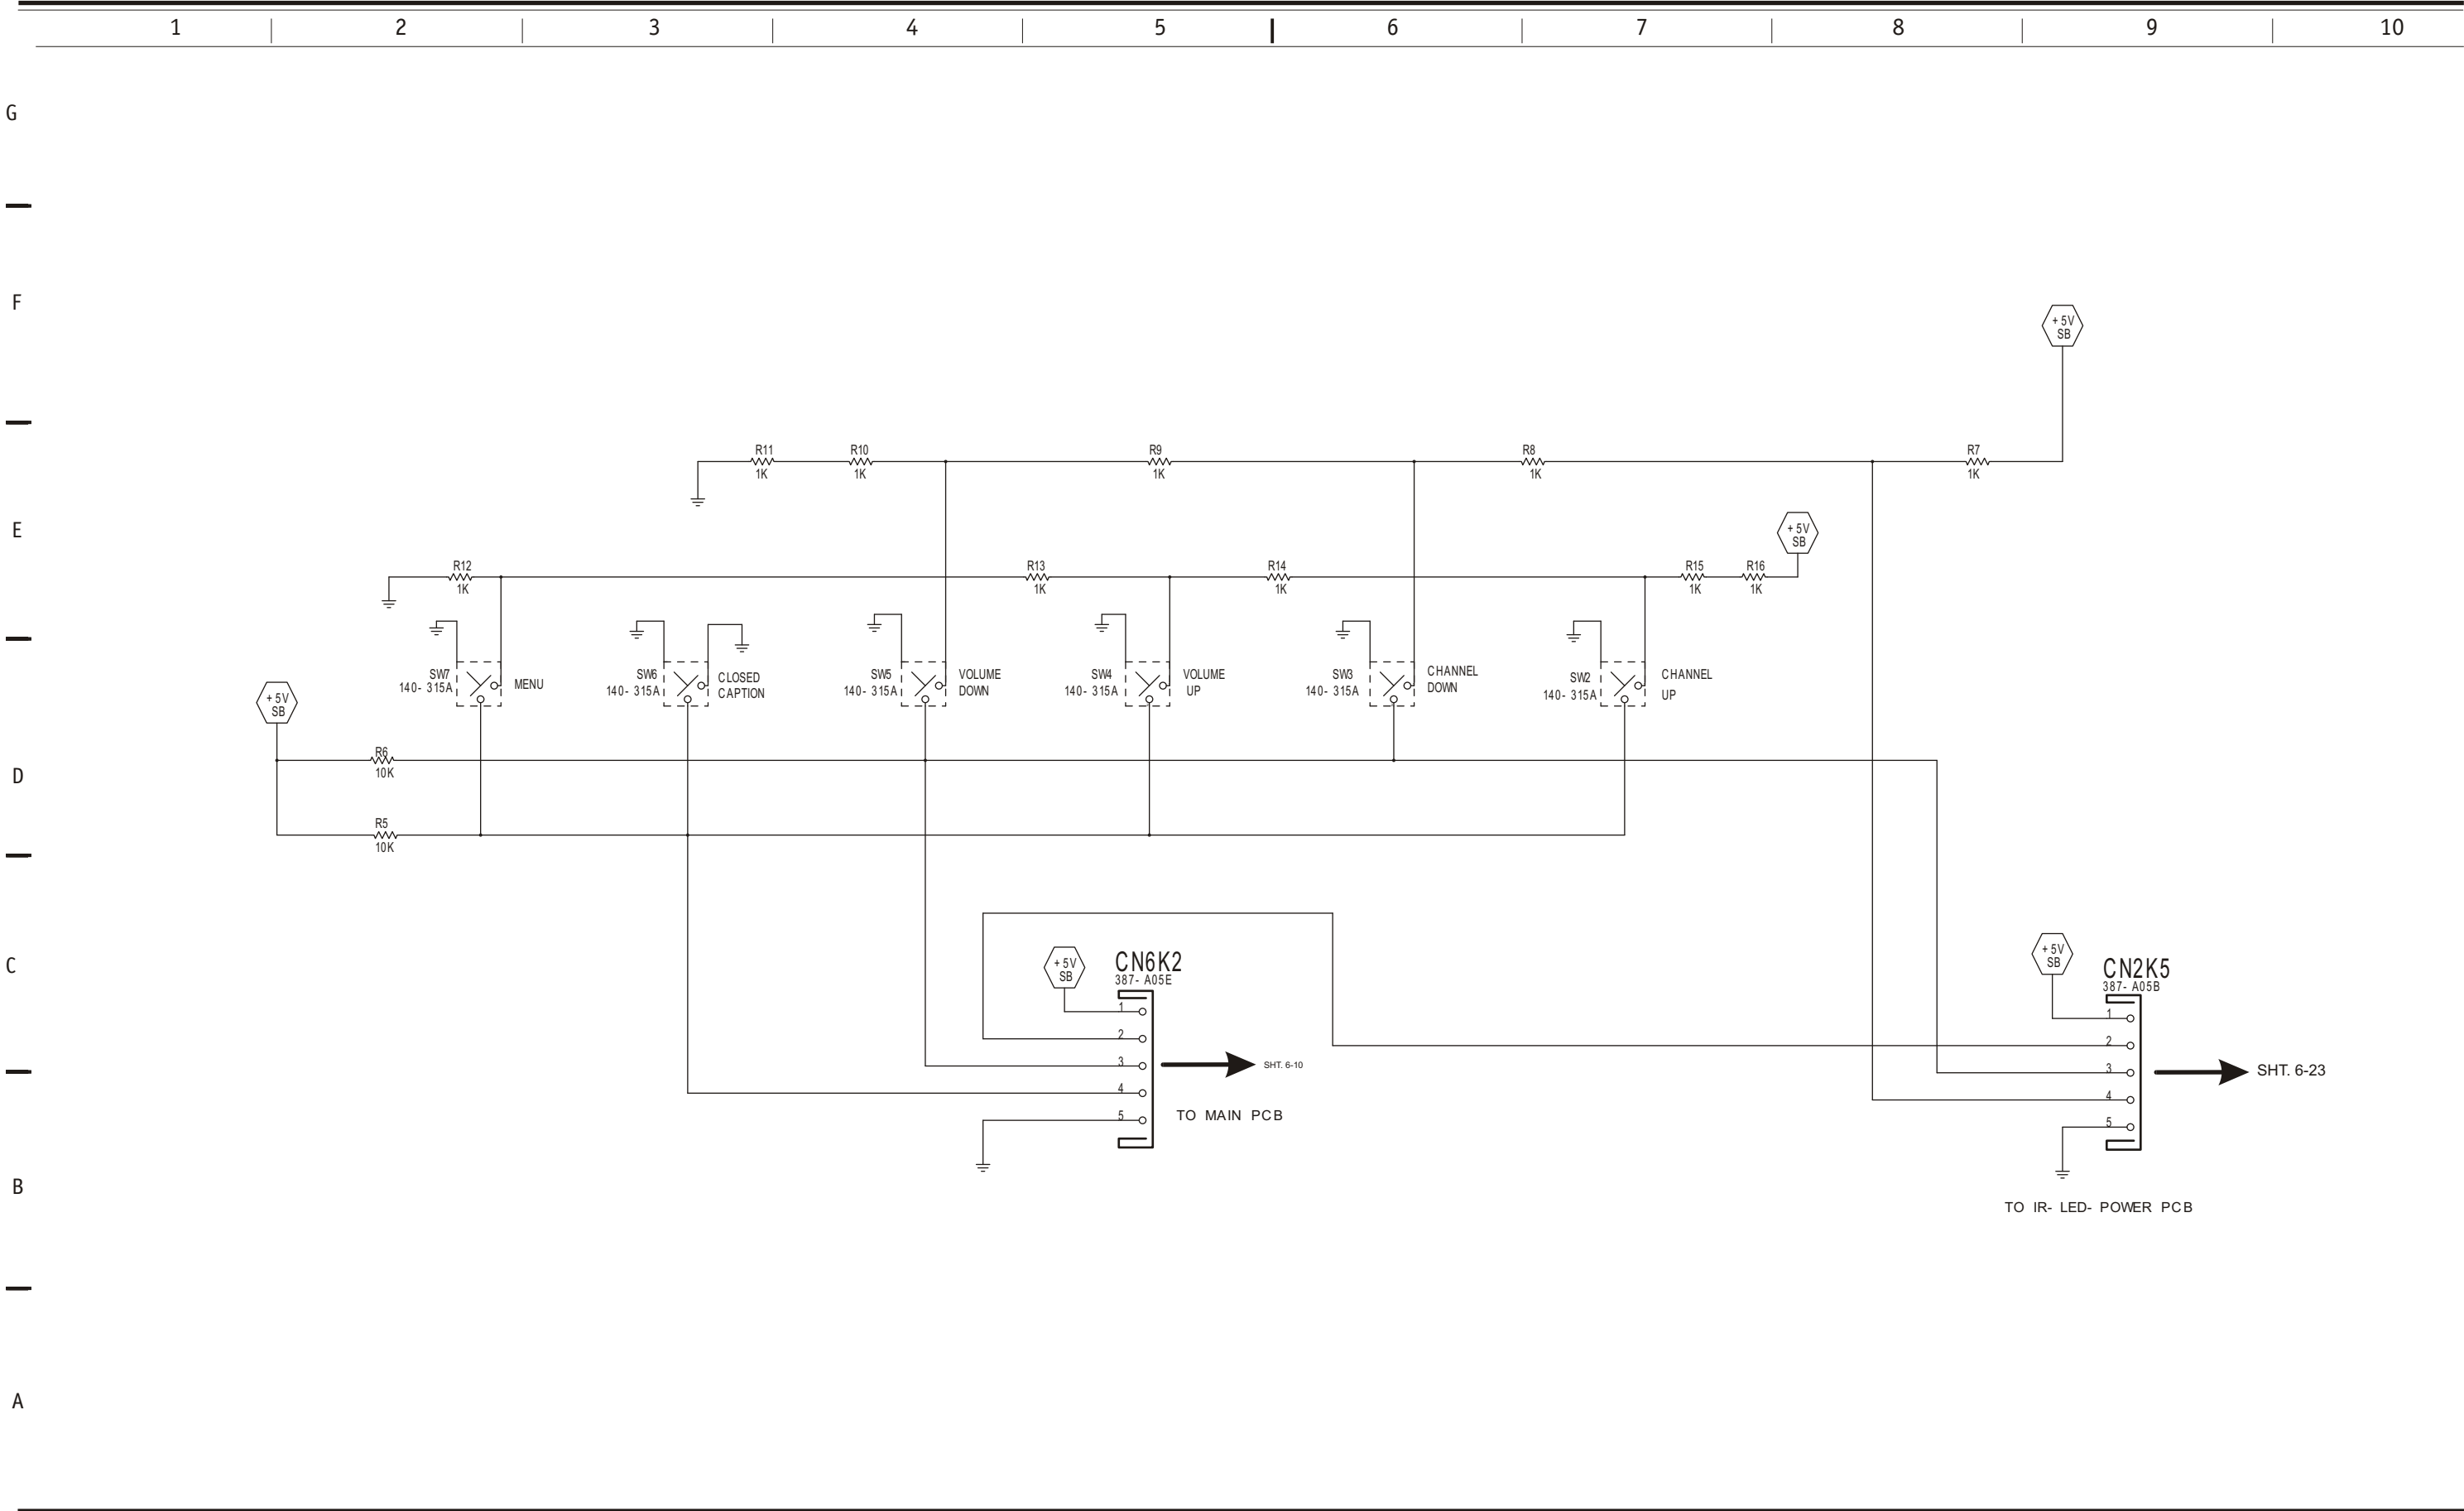 1 2 3 4 5 6 7 8 9 10
G
F
+5V
SB
R11 R10 R9 R8 R7
1K 1K 1K 1K 1K
E
+5V
SB
R12 R13 R14 R15 R16
1K 1K 1K 1K 1K
SW7
140-315A
MENU
SW6
140-315A
CLOSED
CAPTION
SW5
140-315A
VOLUME
DOWN
SW4
140-315A
VOLUME
UP
SW3
140-315A
CHANNEL
DOWN
SW2
140-315A
CHANNEL
UP
+5V
SB
D
R6
10K
R5
10K
C
+5V
SB
CN6K2
387-A05E
1
2
3
4
5
SHT. 6-10
TO MAIN PCB
+5V
SB
CN2K5
387-A05B
1
2
3
4
5
SHT. 6-23
TO IR-LED-POWER PCB
B
A